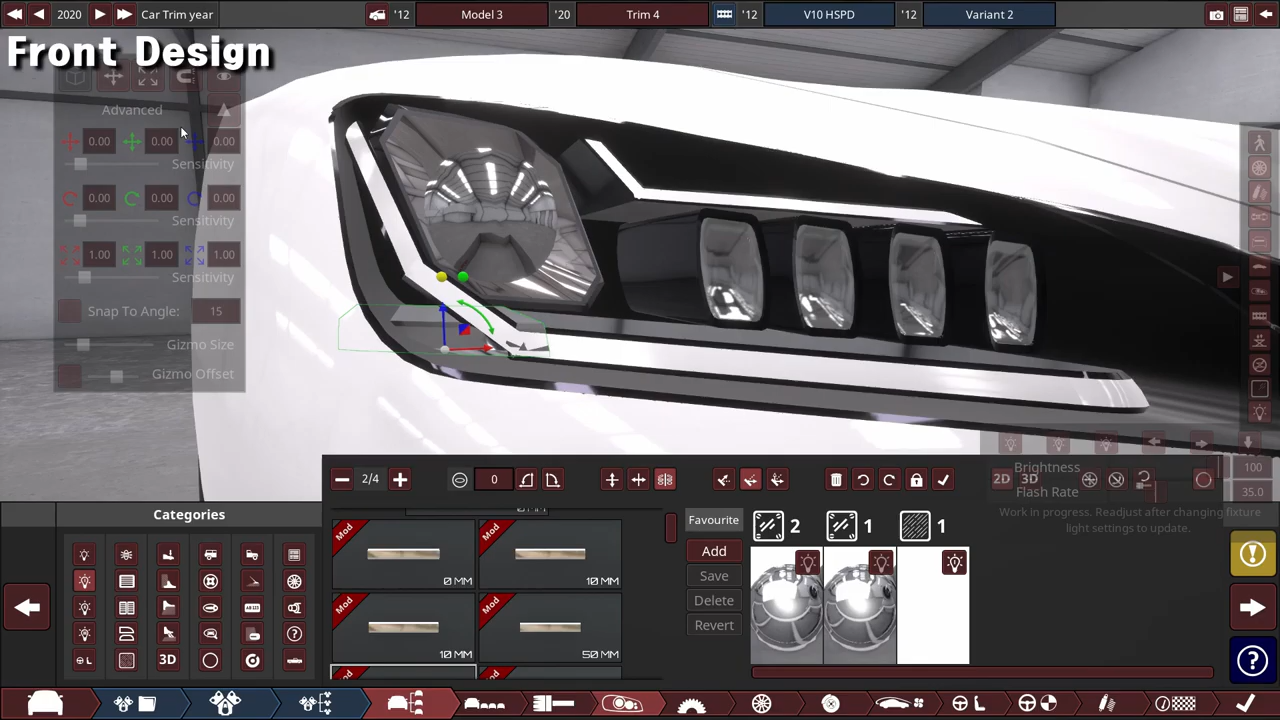 2020
Car Trim year
'12
Model 3
'20
Trim 4
'12
V10 HSPD
'12
Variant 2
Front Design
Advanced
0.00
0.00
0.00
Sensitivity
0.00
0.00
0.00
Sensitivity
1.00
1.00
1.00
Sensitivity
Snap To Angle:
15
Gizmo Size
Gizmo Offset
2/4
0
2D
3D
Brightness
100
Flash Rate
35.0
Work in progress. Readjust after changing fixture
light settings to update.
Categories
AB 123
3D
L
Mod
0 MM
Mod
10 MM
Mod
10 MM
Mod
50 MM
Mod
Mod
Favourite
Add
Save
Delete
Revert
2
1
1
?
?